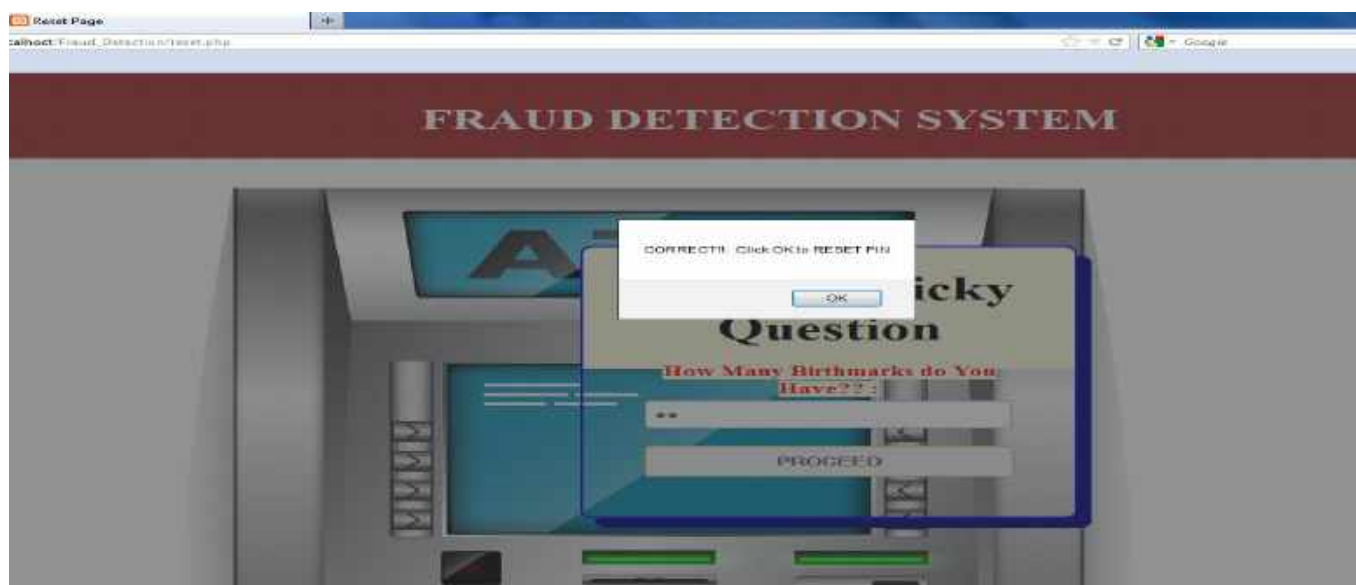 Reset Page
calhost/Fraud_Detection/reset.php
Google
FRAUD DETECTION SYSTEM
CORRECT!! Click OK to RESET PIN
OK
icky
Question
How Many Birthmarks do You
Have?? :
**
PROCEED